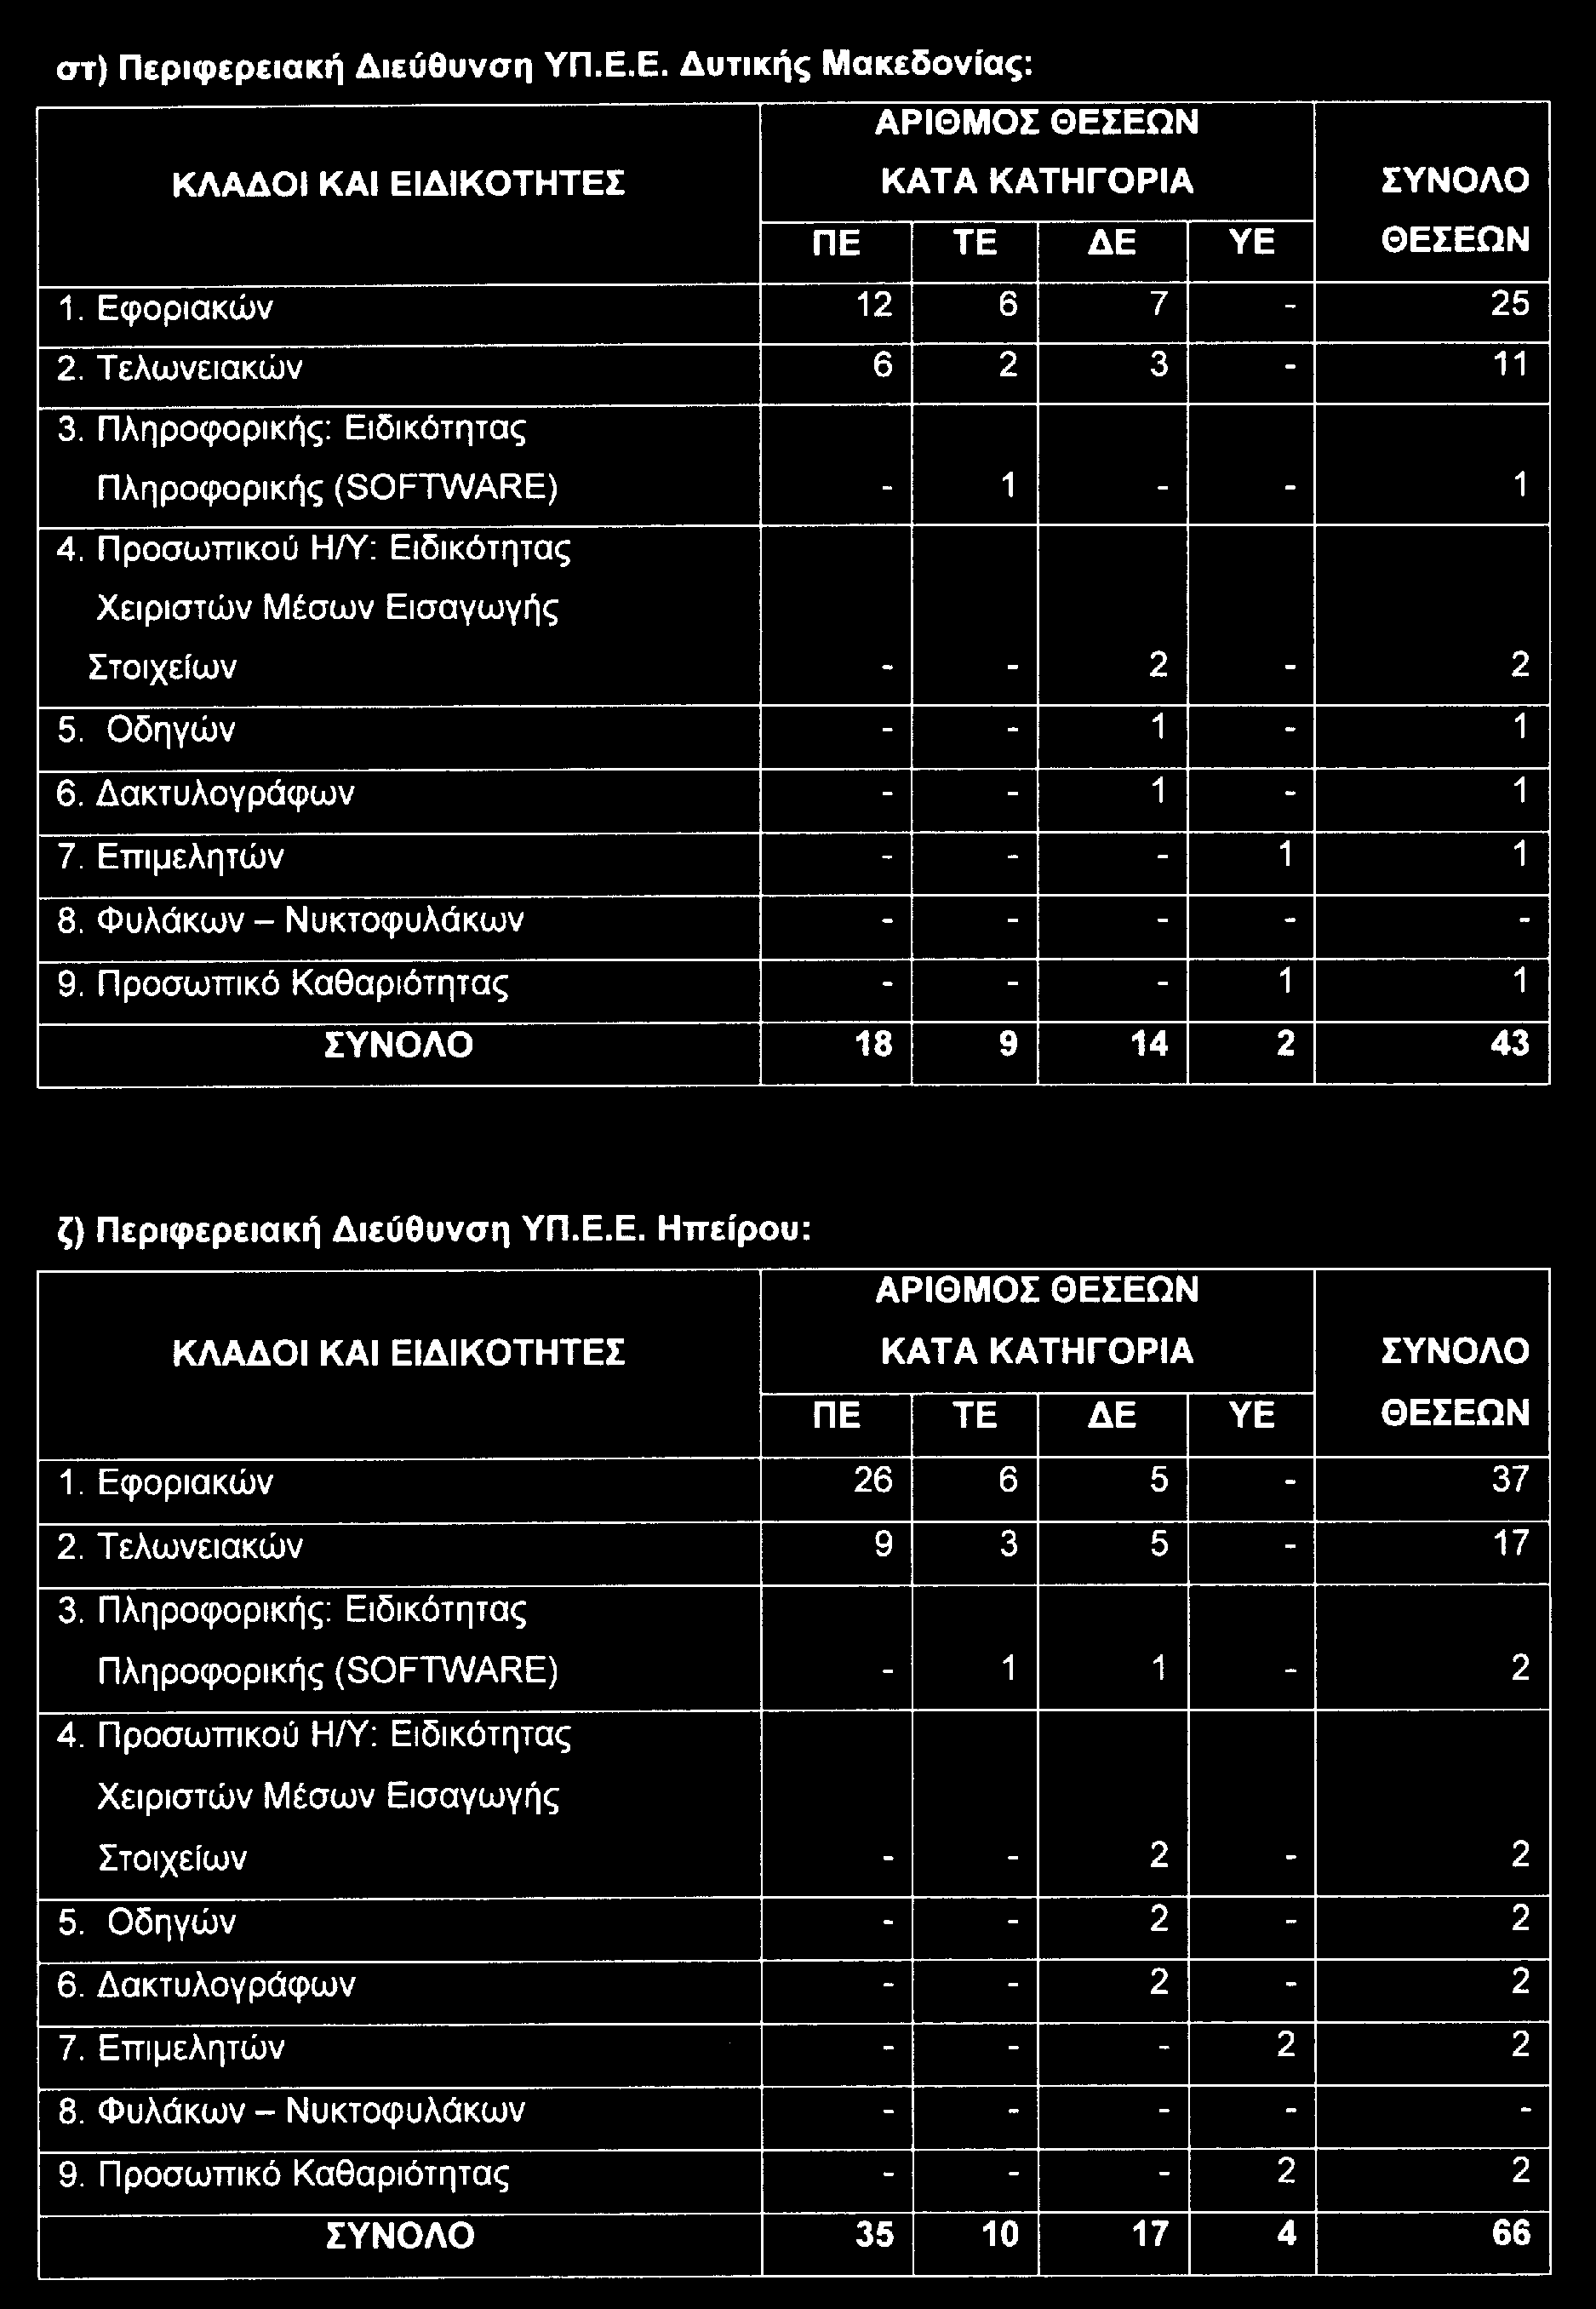 στ) Περιφερειακή Διεύθυνση ΥΠ.Ε.Ε. Δυτικής Μακεδονίας:
ΑΡΙΘΜΟΣ ΘΕΣΕΩΝ
ΚΛΑΔΟΙ ΚΑΙ ΕΙΔΙΚΟΤΗΤΕΣ ΚΑΤΑ ΚΑΤΗΓΟΡΙΑ ΣΥΝΟΛΟ
ΠΕ ΤΕ ΔΕ ΥΕ ΘΕΣΕΩΝ
1. Εφοριακών 12 6 7 - 25
2. Τελωνειακών 6 2 3 - 11
3. Πληροφορικής: Ειδικότητας
Πληροφορικής (SOFTWARE) - 1 - - 1
4. Προσωπικού Η/Υ: Ειδικότητας
Χειριστών Μέσων Εισαγωγής
Στοιχείων - - 2 - 2
5. Οδηγών - - 1 - 1
6. Δακτυλογράφων - - 1 - 1
7. Επιμελητών - - - 1 1
8. Φυλάκων – Νυκτοφυλάκων - - - - -
9. Προσωπικό Καθαριότητας - - - 1 1
ΣΥΝΟΛΟ 18 9 14 2 43
ζ) Περιφερειακή Διεύθυνση ΥΠ.Ε.Ε. Ηπείρου:
ΑΡΙΘΜΟΣ ΘΕΣΕΩΝ
ΚΛΑΔΟΙ ΚΑΙ ΕΙΔΙΚΟΤΗΤΕΣ ΚΑΤΑ ΚΑΤΗΓΟΡΙΑ ΣΥΝΟΛΟ
ΠΕ ΤΕ ΔΕ ΥΕ ΘΕΣΕΩΝ
1. Εφοριακών 26 6 5 - 37
2. Τελωνειακών 9 3 5 - 17
3. Πληροφορικής: Ειδικότητας
Πληροφορικής (SOFTWARE) - 1 1 - 2
4. Προσωπικού Η/Υ: Ειδικότητας
Χειριστών Μέσων Εισαγωγής
Στοιχείων - - 2 - 2
5. Οδηγών - - 2 - 2
6. Δακτυλογράφων - - 2 - 2
7. Επιμελητών - - - 2 2
8. Φυλάκων – Νυκτοφυλάκων - - - - -
9. Προσωπικό Καθαριότητας - - - 2 2
ΣΥΝΟΛΟ 35 10 17 4 66